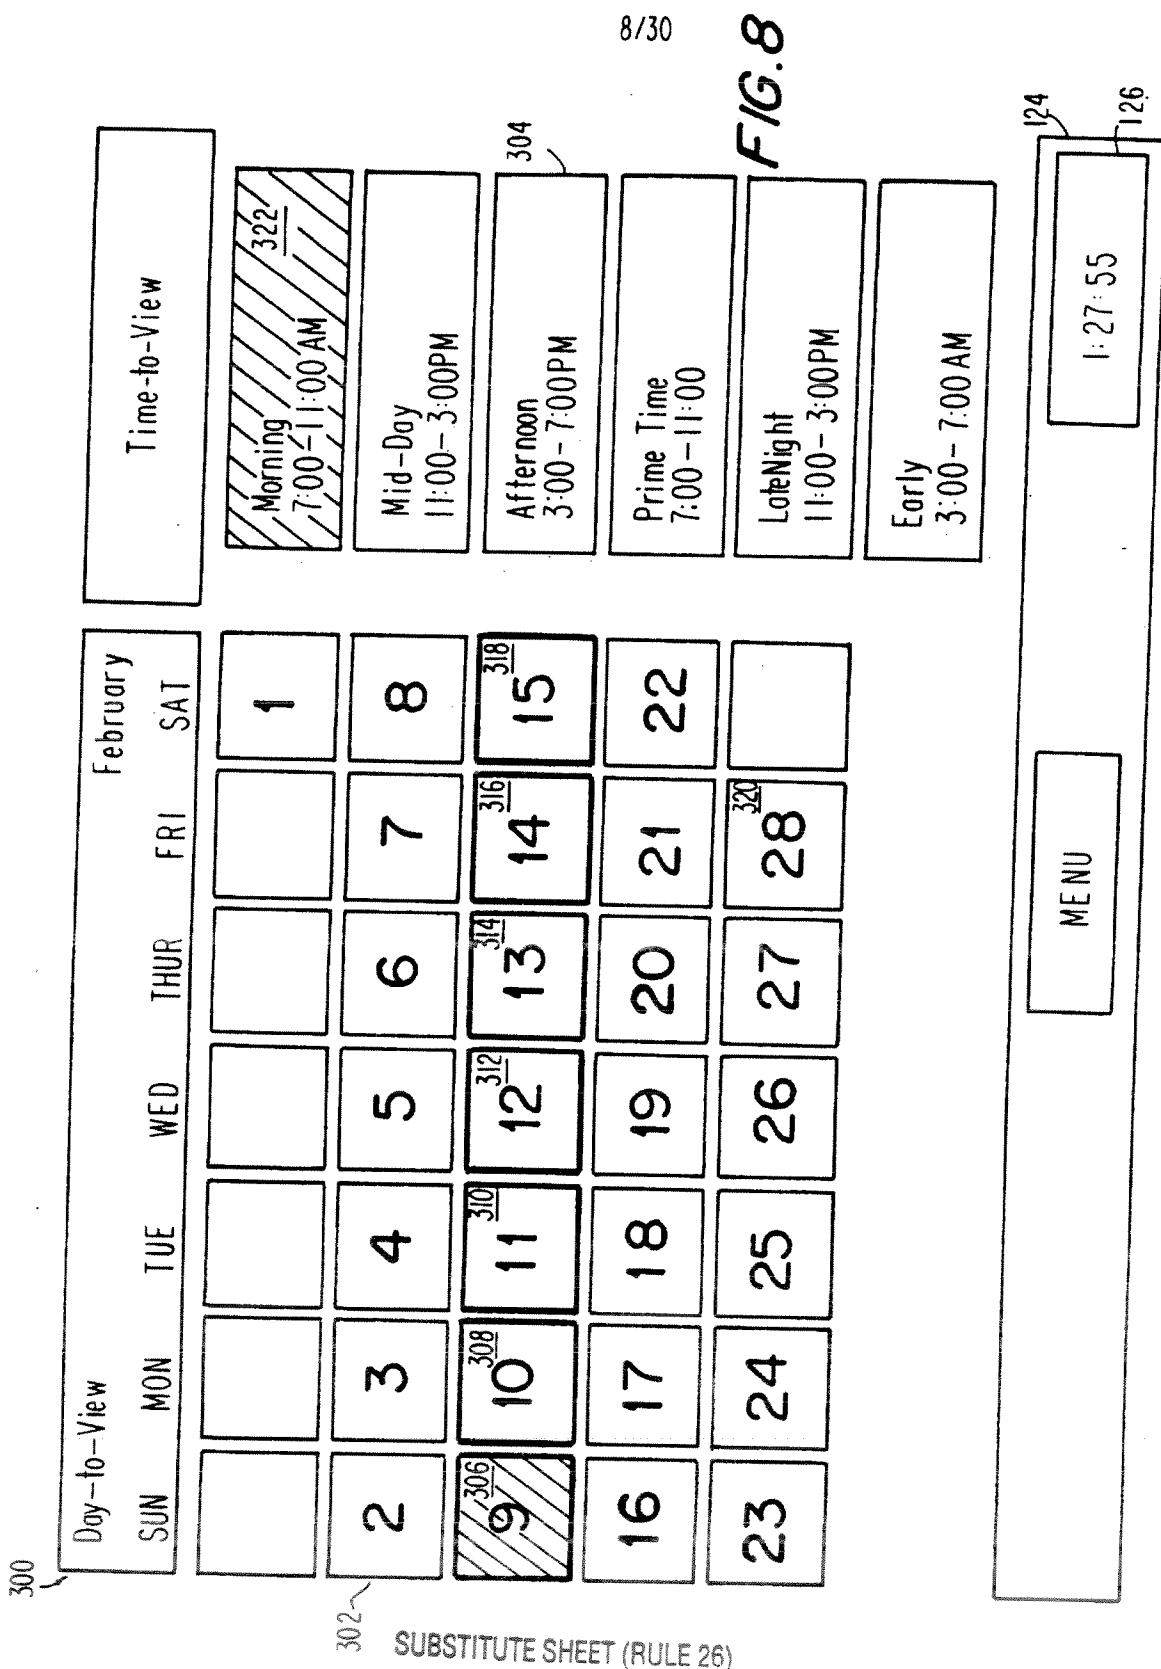 8/30
FIG. 8
300
Day-to-View February
SUN MON TUE WED THUR FRI SAT
1
302
2 3 4 5 6 7 8
9 306 10 308 11 310 12 312 13 314 14 316 15 318
16 17 18 19 20 21 22
23 24 25 26 27 28 320
Time-to-View
322
Morning
7:00-11:00 AM
Mid-Day
11:00-3:00PM
304
Afternoon
3:00-7:00PM
Prime Time
7:00-11:00
LateNight
11:00-3:00PM
Early
3:00-7:00 AM
124
MENU
1:27:55
126
SUBSTITUTE SHEET (RULE 26)